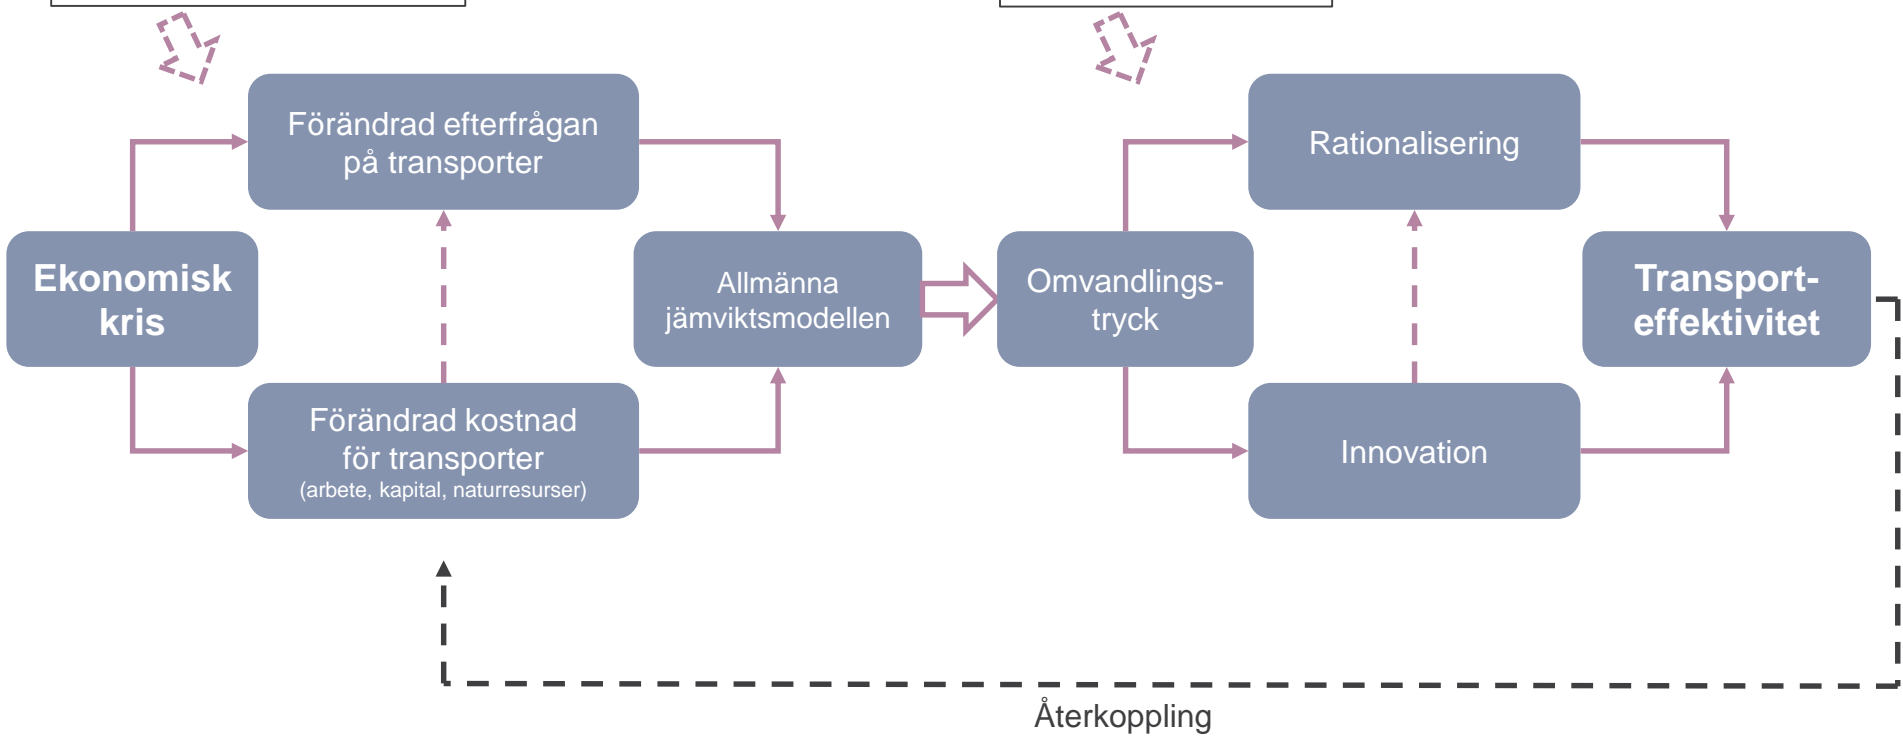 Förändrad efterfrågan
på transporter
Rationalisering
Ekonomisk
kris
Allmänna
jämviktsmodellen
Omvandlings-
tryck
Transport-
effektivitet
Förändrad kostnad
för transporter
(arbete, kapital, naturresurser)
Innovation
Återkoppling